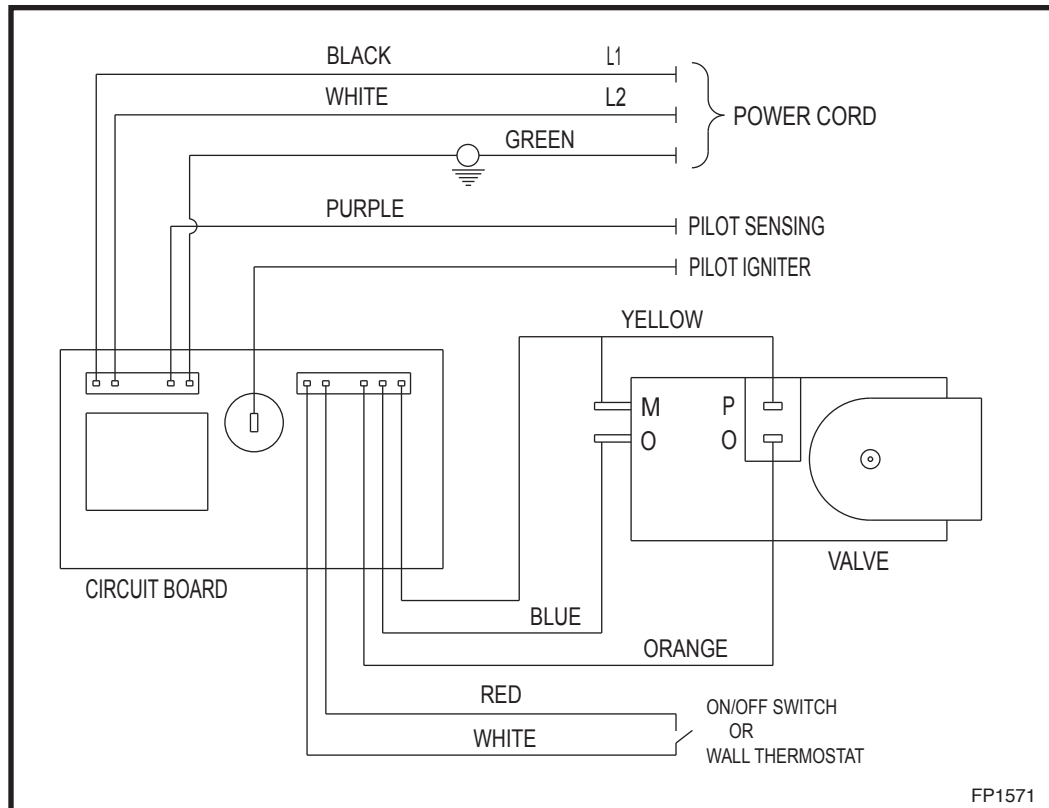 BLACK
L1
WHITE
L2
POWER CORD
GREEN
PURPLE
PILOT SENSING
PILOT IGNITER
YELLOW
M
P
O
O
VALVE
CIRCUIT BOARD
BLUE
ORANGE
RED
ON/OFF SWITCH
OR
WHITE
WALL THERMOSTAT
FP1571